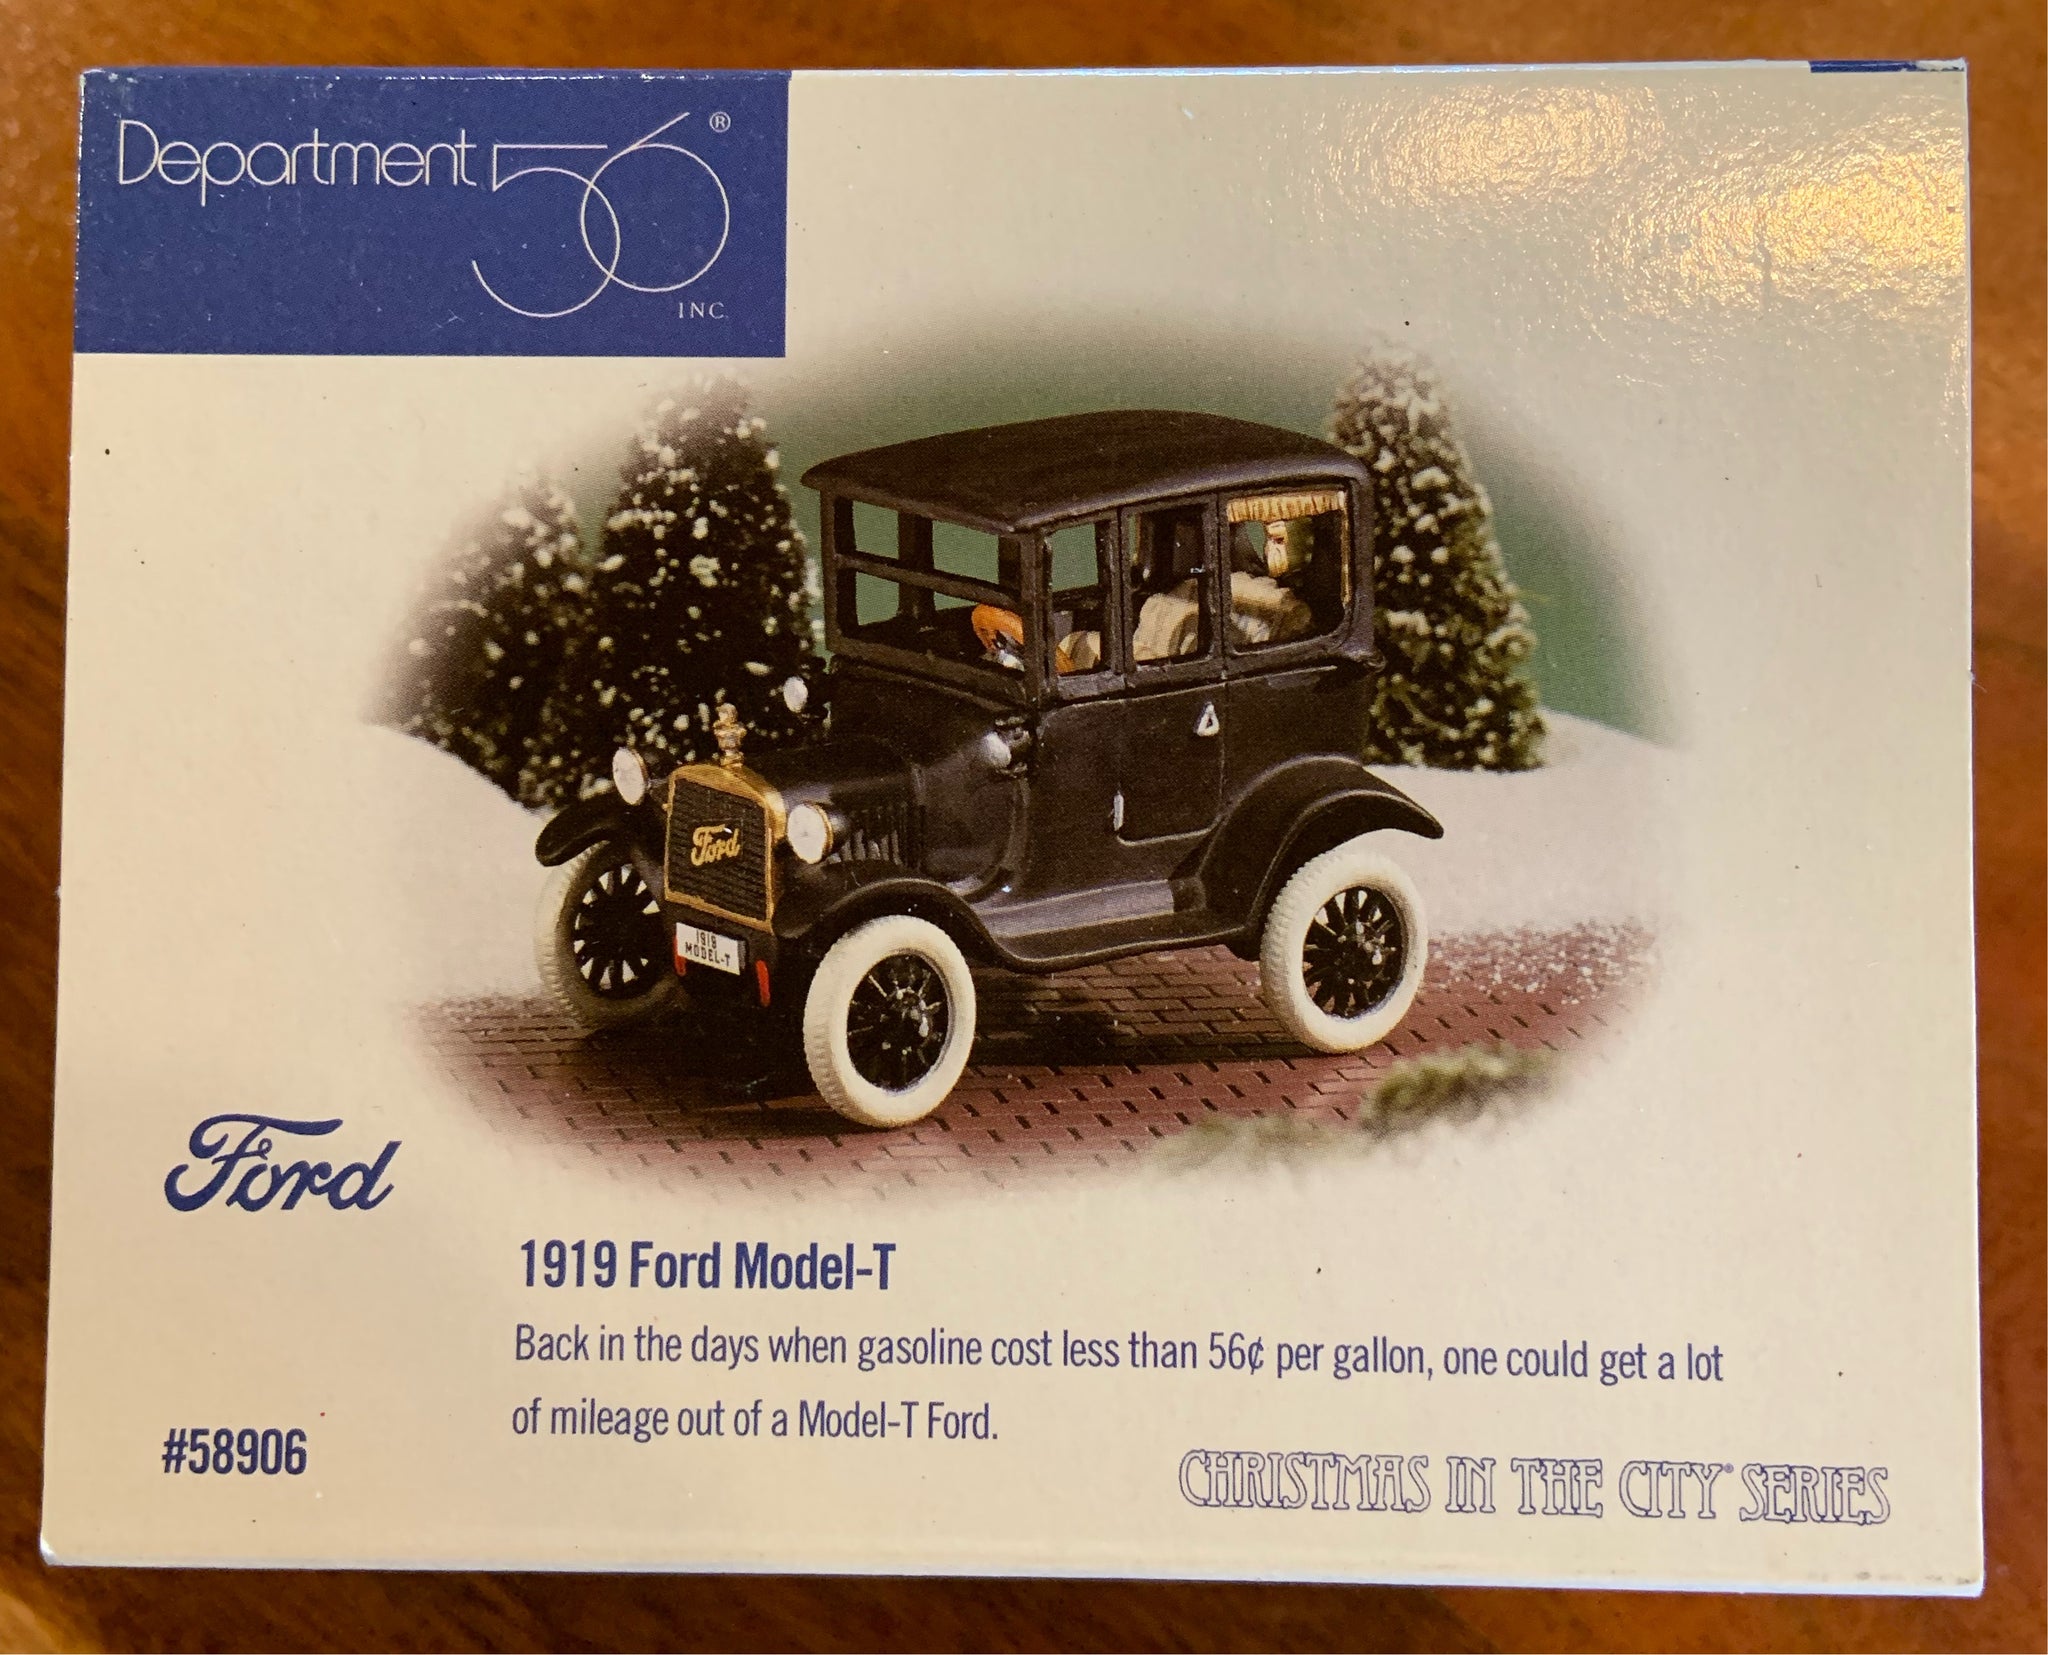 Department 56®
INC.
Ford
1919
MODEL-T
Ford
1919 Ford Model-T
Back in the days when gasoline cost less than 56¢ per gallon, one could get a lot
of mileage out of a Model-T Ford.
#58906
CHRISTMAS IN THE CITY® SERIES